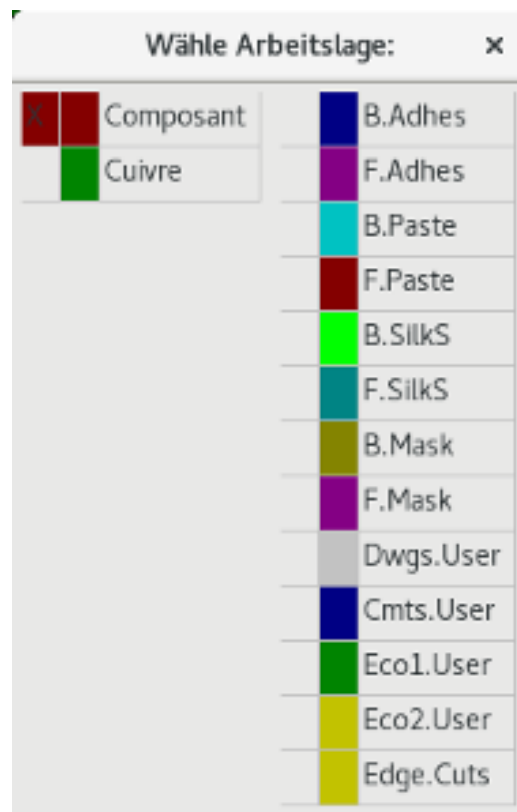 Wähle Arbeitslage: ×
X Composant
Cuivre
B.Adhes
F.Adhes
B.Paste
F.Paste
B.SilkS
F.SilkS
B.Mask
F.Mask
Dwgs.User
Cmts.User
Eco1.User
Eco2.User
Edge.Cuts